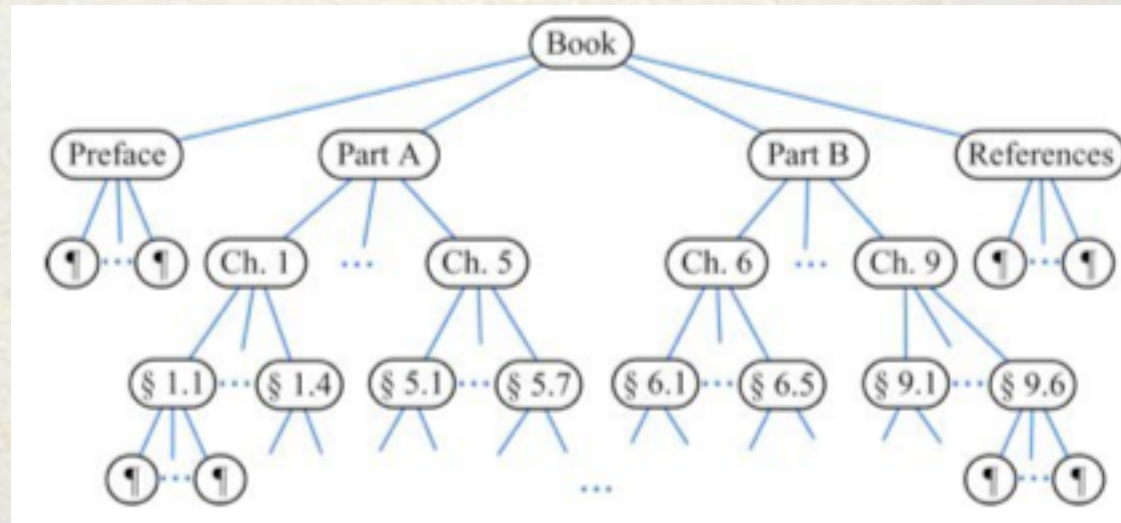 Book
Preface Part A Part B References
¶ ... ¶ Ch. 1 ... Ch. 5 Ch. 6 ... Ch. 9 ¶ ... ¶
§ 1.1 ... § 1.4 § 5.1 ... § 5.7 § 6.1 ... § 6.5 § 9.1 ... § 9.6
¶ ... ¶ ... ¶ ... ¶